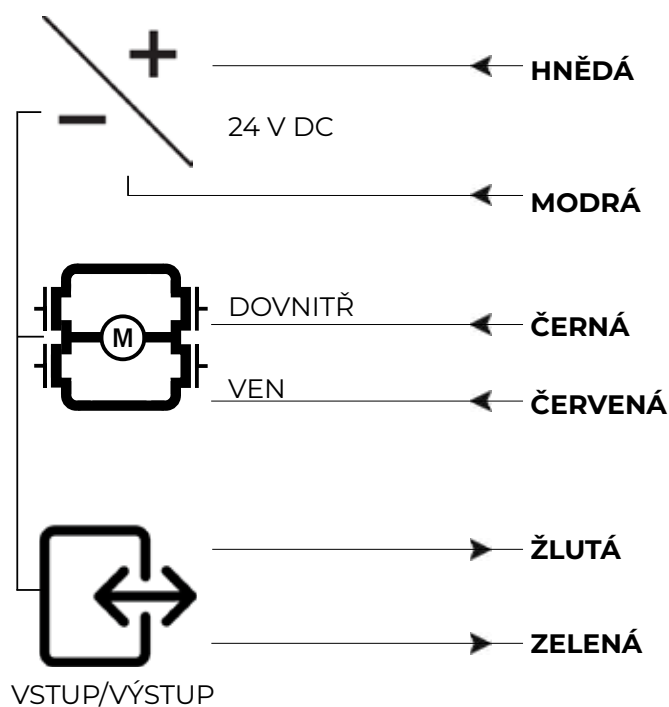 HNĚDÁ
24 V DC
MODRÁ
DOVNITŘ
ČERNÁ
M
VEN
ČERVENÁ
ŽLUTÁ
ZELENÁ
VSTUP/VÝSTUP